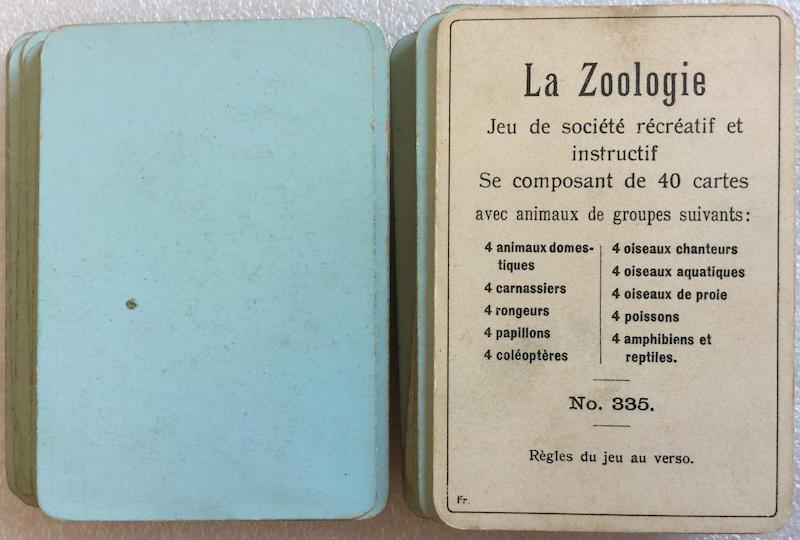 La Zoologie
Jeu de société récréatif et
instructif
Se composant de 40 cartes
avec animaux de groupes suivants:
4 animaux domes-
tiques
4 carnassiers
4 rongeurs
4 papillons
4 coléoptères
4 oiseaux chanteurs
4 oiseaux aquatiques
4 oiseaux de proie
4 poissons
4 amphibiens et
reptiles.
No. 335.
Règles du jeu au verso.
Fr.